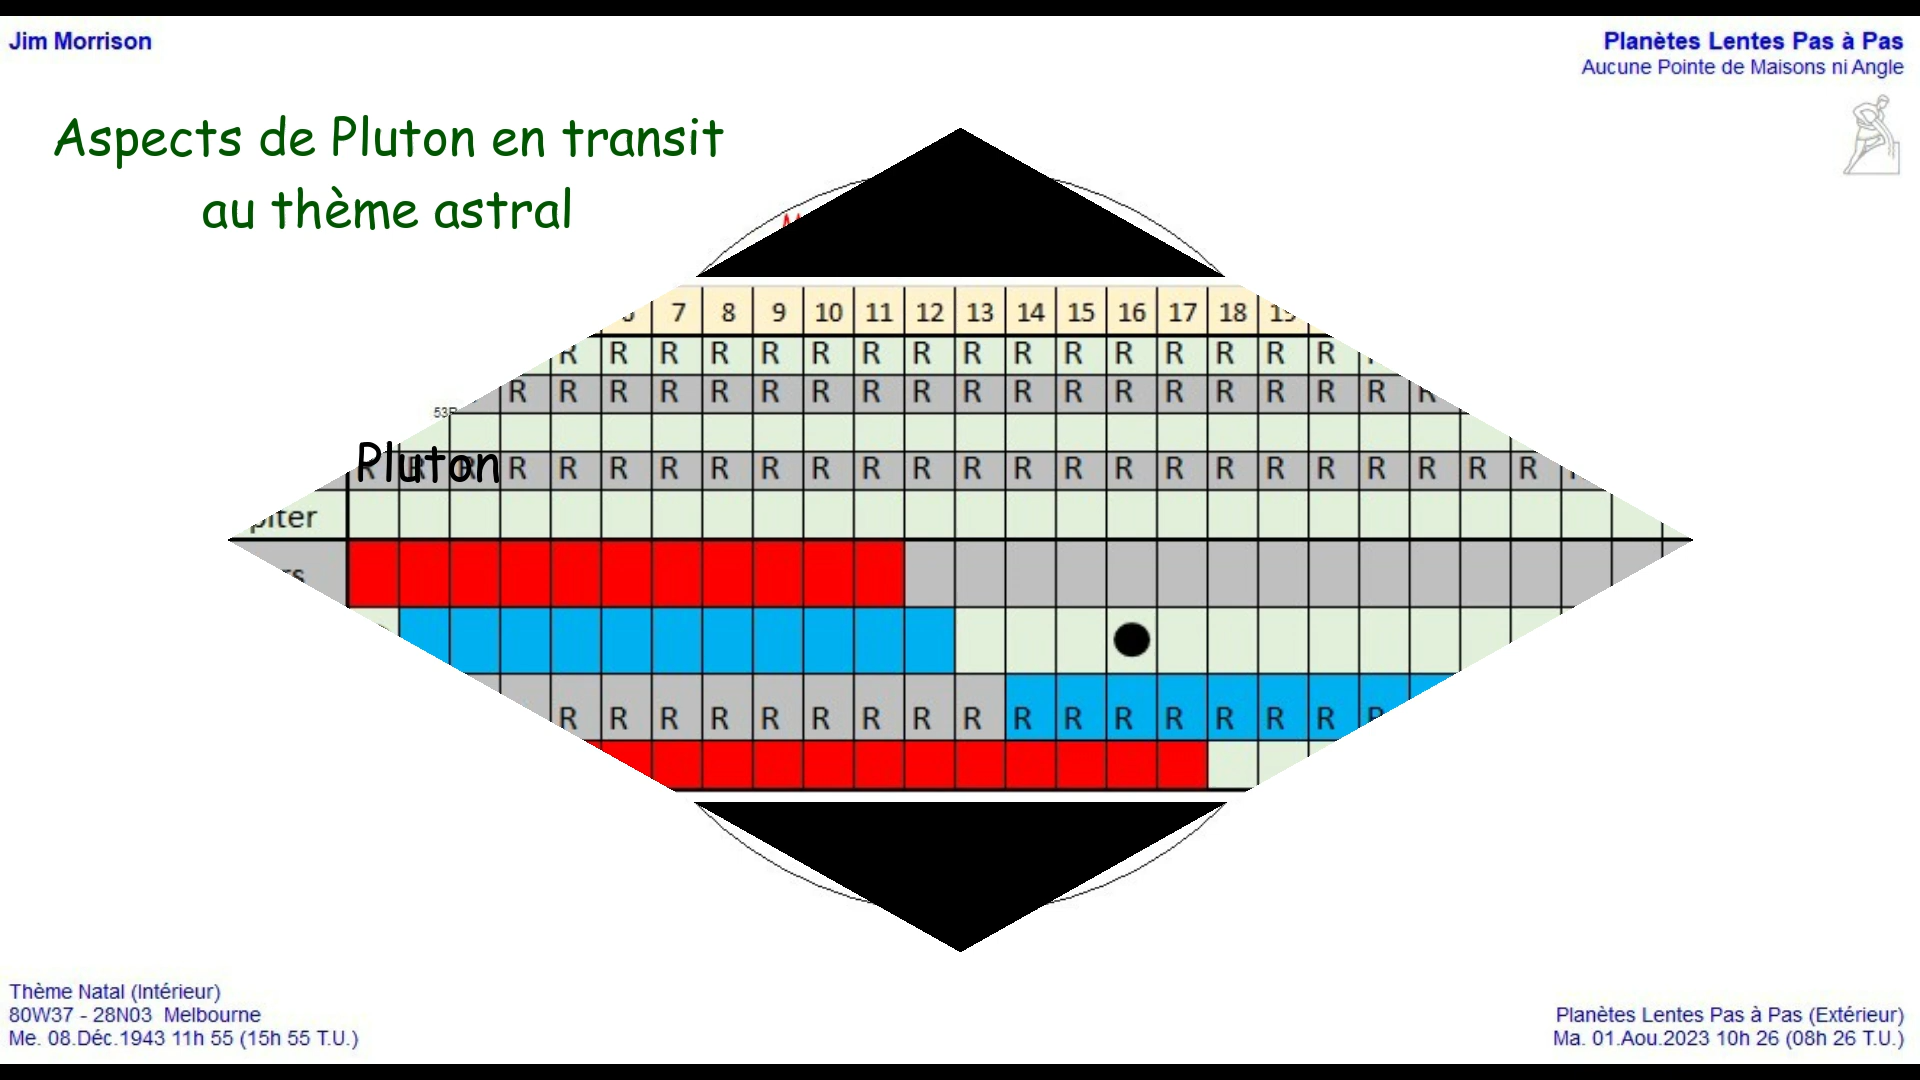 Jim Morrison
Planètes Lentes Pas à Pas
Aucune Pointe de Maisons ni Angle
Aspects de Pluton en transit
au thème astral
7 8 9 10 11 12 13 14 15 16 17 18
R R R R R R R R R R R R R R R R
R R R R R R R R R R R R R R R R R R R
53
Pluton
R R R R R R R R R R R R R R R R R R R R R
R R R R R R R R R R R R R R R R R
Thème Natal (Intérieur)
80W37 - 28N03 Melbourne
Me. 08.Déc.1943 11h 55 (15h 55 T.U.)
Planètes Lentes Pas à Pas (Extérieur)
Ma. 01.Aou.2023 10h 26 (08h 26 T.U.)